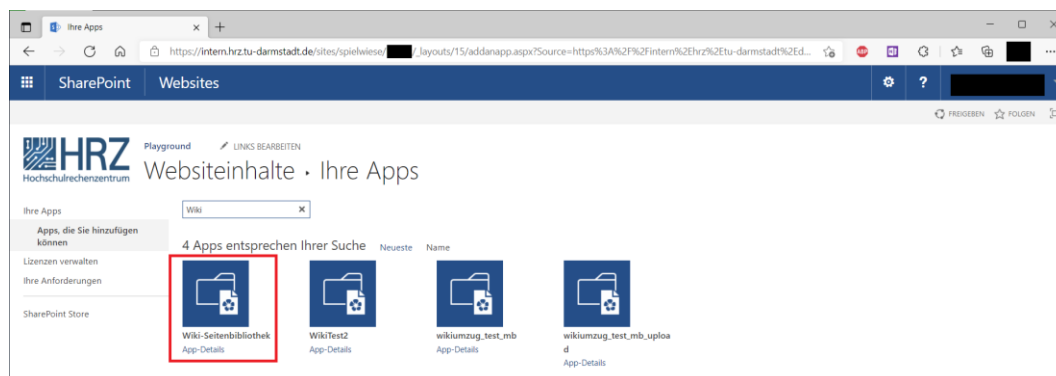 Ihre Apps
https://intern.hrz.tu-darmstadt.de/sites/spielwiese/ /_layouts/15/addanapp.aspx?Source=https%3A%2F%2Fintern%2Ehrz%2Etu-darmstadt%2Ed...
ABP
SharePoint Websites
?
FREIGEBEN FOLGEN
HRZ
Hochschulrechenzentrum
Playground LINKS BEARBEITEN
Websiteinhalte Ihre Apps
Ihre Apps
Apps, die Sie hinzufügen
können
Lizenzen verwalten
Ihre Anforderungen
SharePoint Store
Wiki
4 Apps entsprechen Ihrer Suche Neueste Name
Wiki-Seitenbibliothek
App-Details
WikiTest2
App-Details
wikiumzug_test_mb
App-Details
wikiumzug_test_mb_uploa
d
App-Details